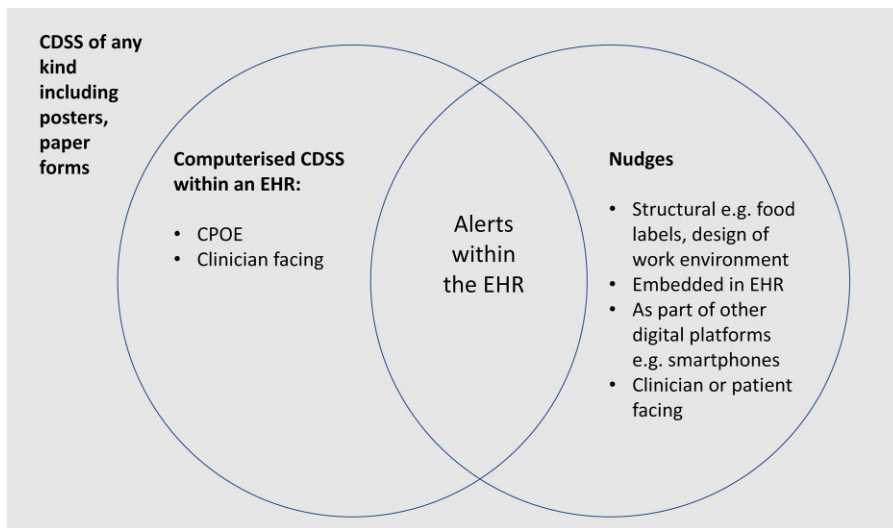 CDSS of any
kind
including
posters,
paper
forms
Computerised CDSS
within an EHR:
• CPOE
• Clinician facing
Alerts
within
the EHR
Nudges
• Structural e.g. food
labels, design of
work environment
• Embedded in EHR
• As part of other
digital platforms
e.g. smartphones
• Clinician or patient
facing